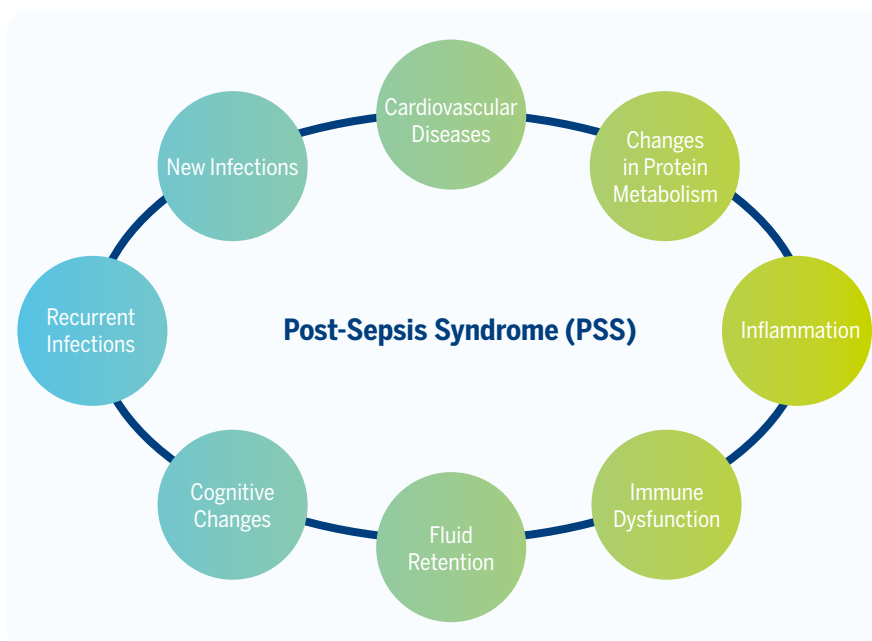 Cardiovascular
Diseases
Changes
in Protein
Metabolism
New Infections
Recurrent
Infections
Post-Sepsis Syndrome (PSS)
Inflammation
Cognitive
Changes
Immune
Dysfunction
Fluid
Retention